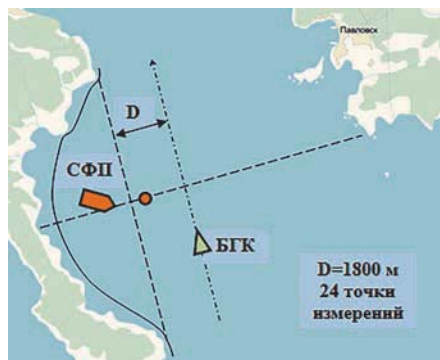 Павловск
D
СФП
БГК
D=1800 м
24 точки
измерений